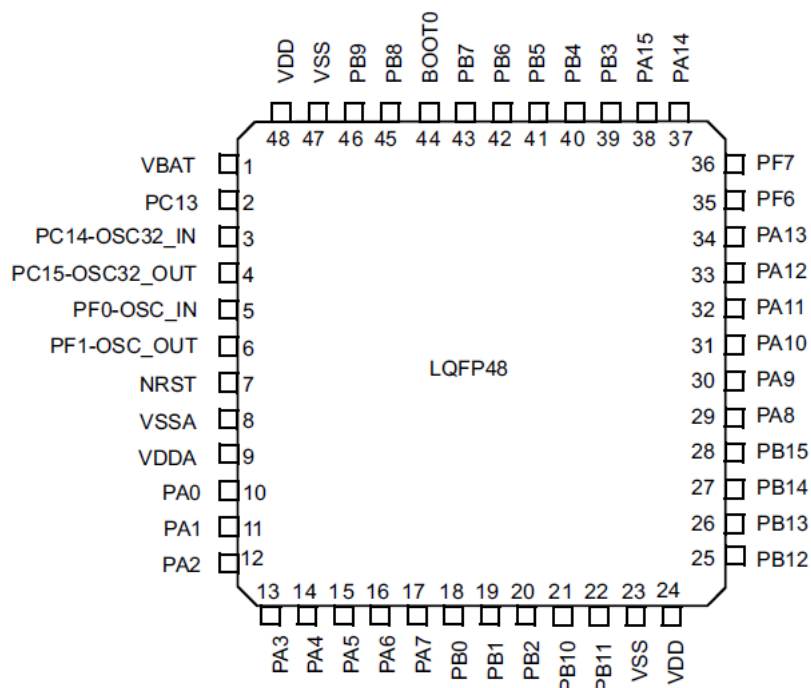 VDD VSS PB9 PB8 BOOT0 PB7 PB6 PB5 PB4 PB3 PA15 PA14
48 47 46 45 44 43 42 41 40 39 38 37
VBAT 1 36 PF7
PC13 2 35 PF6
PC14-OSC32_IN 3 34 PA13
PC15-OSC32_OUT 4 33 PA12
PF0-OSC_IN 5 32 PA11
PF1-OSC_OUT 6 31 PA10
LQFP48
NRST 7 30 PA9
VSSA 8 29 PA8
VDDA 9 28 PB15
PA0 10 27 PB14
PA1 11 26 PB13
PA2 12 25 PB12
13 14 15 16 17 18 19 20 21 22 23 24
PA3 PA4 PA5 PA6 PA7 PB0 PB1 PB2 PB10 PB11 VSS VDD